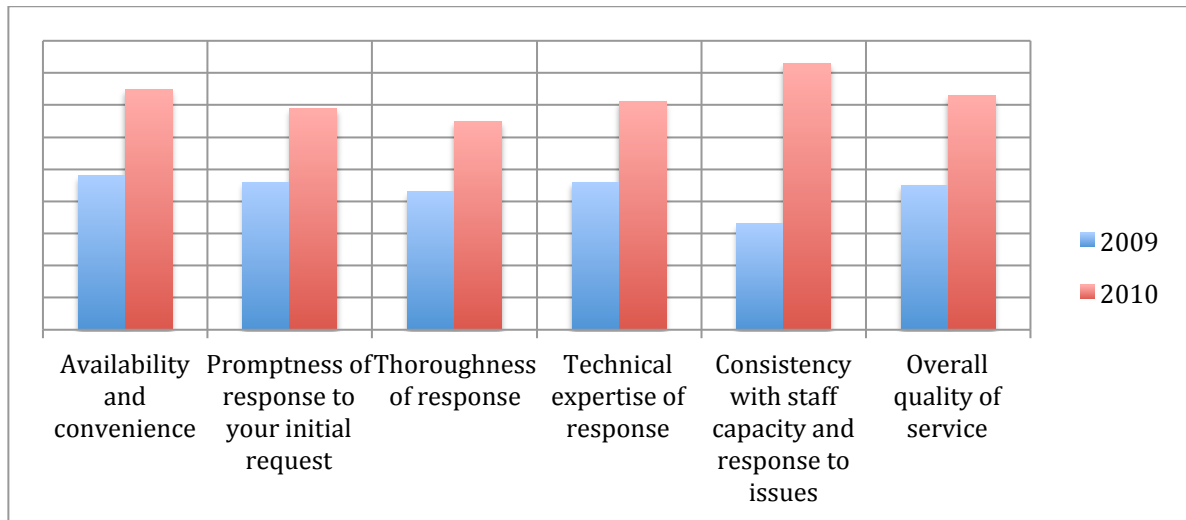 2009
2010
Availability
and
convenience
Promptness of
response to
your initial
request
Thoroughness
of response
Technical
expertise of
response
Consistency
with staff
capacity and
response to
issues
Overall
quality of
service